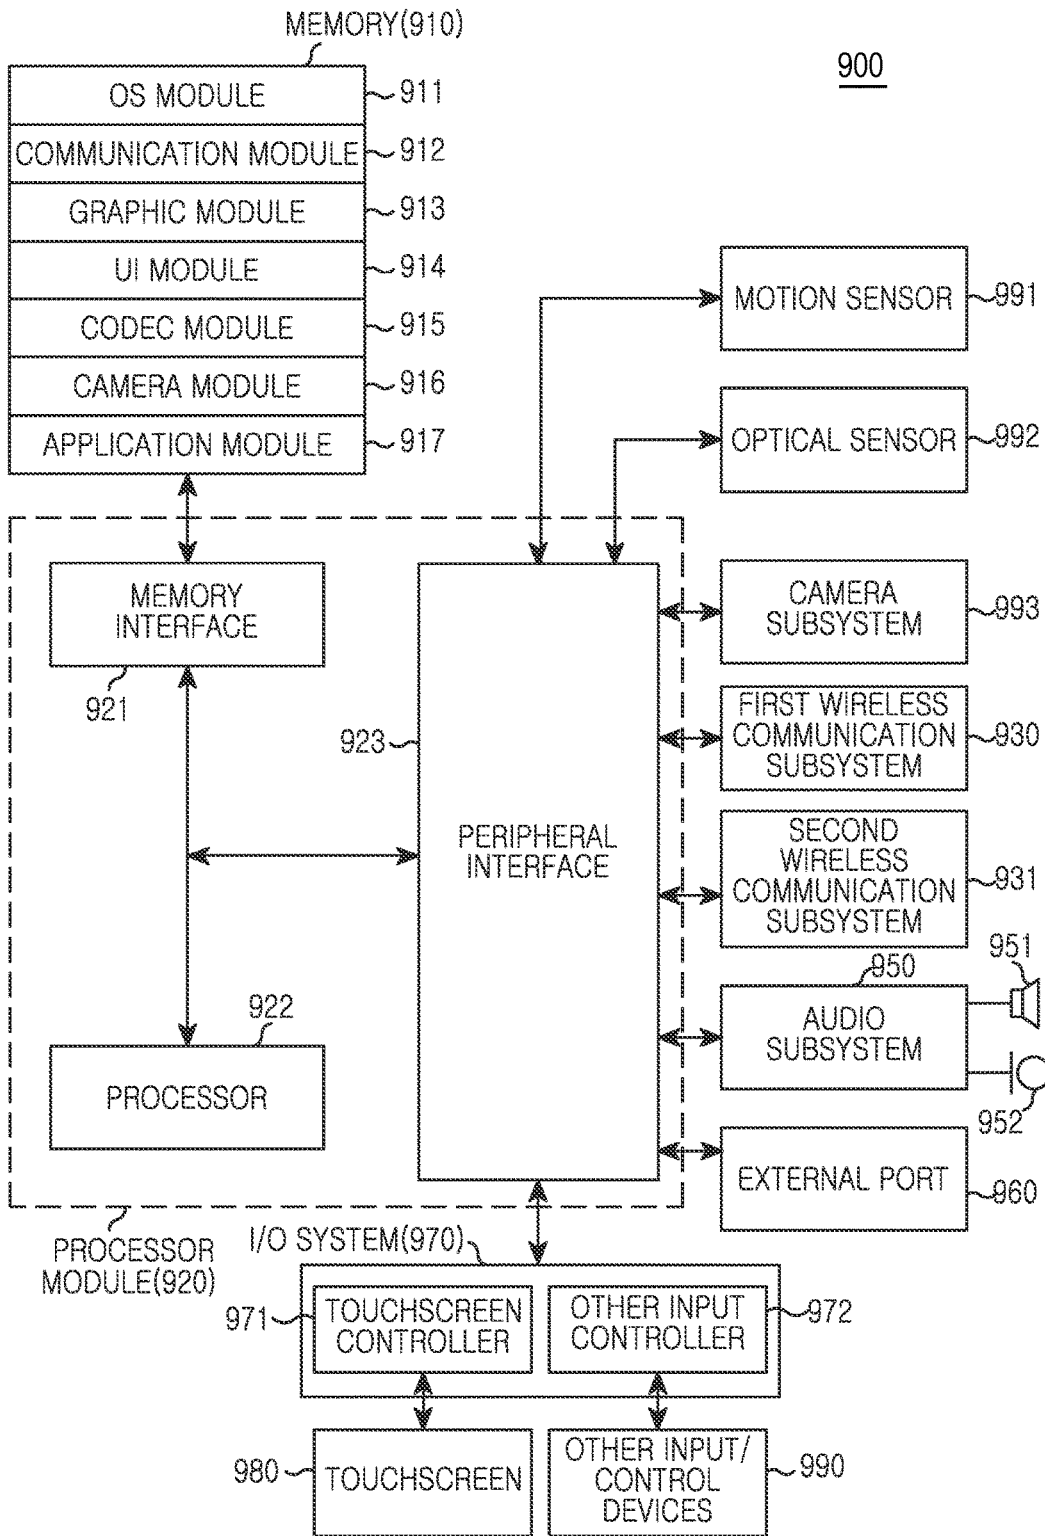 MEMORY(910)
900
OS MODULE
911
COMMUNICATION MODULE
912
GRAPHIC MODULE
913
UI MODULE
914
CODEC MODULE
915
CAMERA MODULE
916
APPLICATION MODULE
917
MOTION SENSOR
991
OPTICAL SENSOR
992
MEMORY
INTERFACE
921
CAMERA
SUBSYSTEM
993
923
FIRST WIRELESS
COMMUNICATION
SUBSYSTEM
930
PERIPHERAL
INTERFACE
SECOND
WIRELESS
COMMUNICATION
SUBSYSTEM
931
922
PROCESSOR
950
AUDIO
SUBSYSTEM
951
952
EXTERNAL PORT
960
PROCESSOR
MODULE(920)
I/O SYSTEM(970)
971
TOUCHSCREEN
CONTROLLER
OTHER INPUT
CONTROLLER
972
980
TOUCHSCREEN
OTHER INPUT/
CONTROL
DEVICES
990